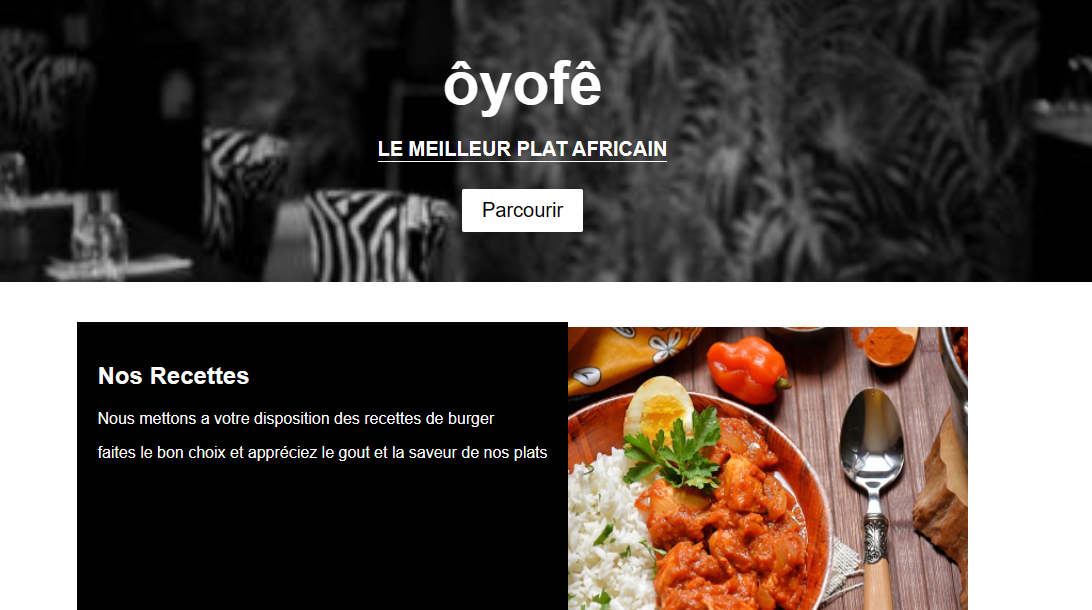 ôyofê
LE MEILLEUR PLAT AFRICAIN
Parcourir
Nos Recettes
Nous mettons a votre disposition des recettes de burger
faites le bon choix et appréciez le gout et la saveur de nos plats